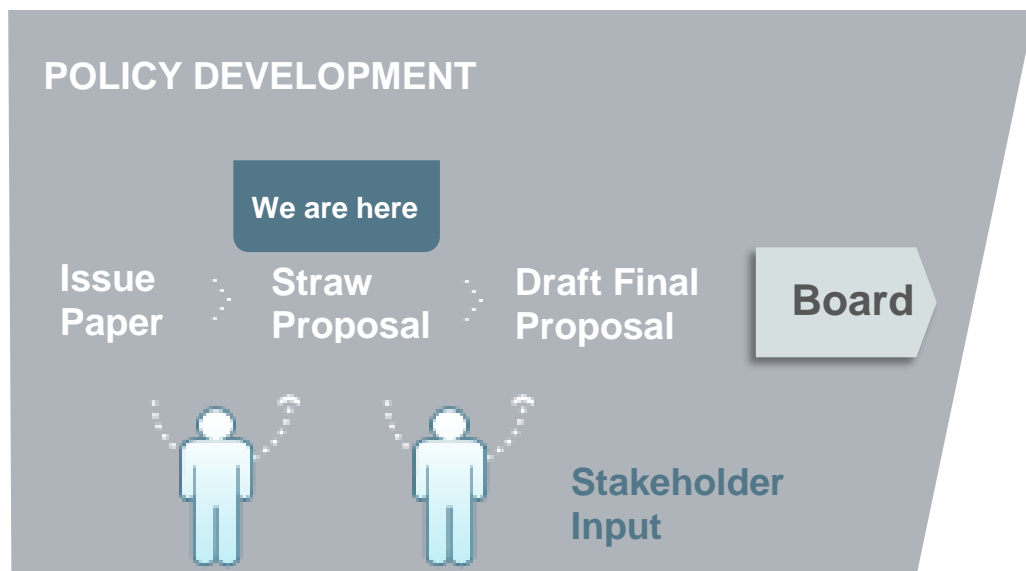 POLICY DEVELOPMENT
We are here
Issue
Paper
Straw
Proposal
Draft Final
Proposal
Board
Stakeholder
Input